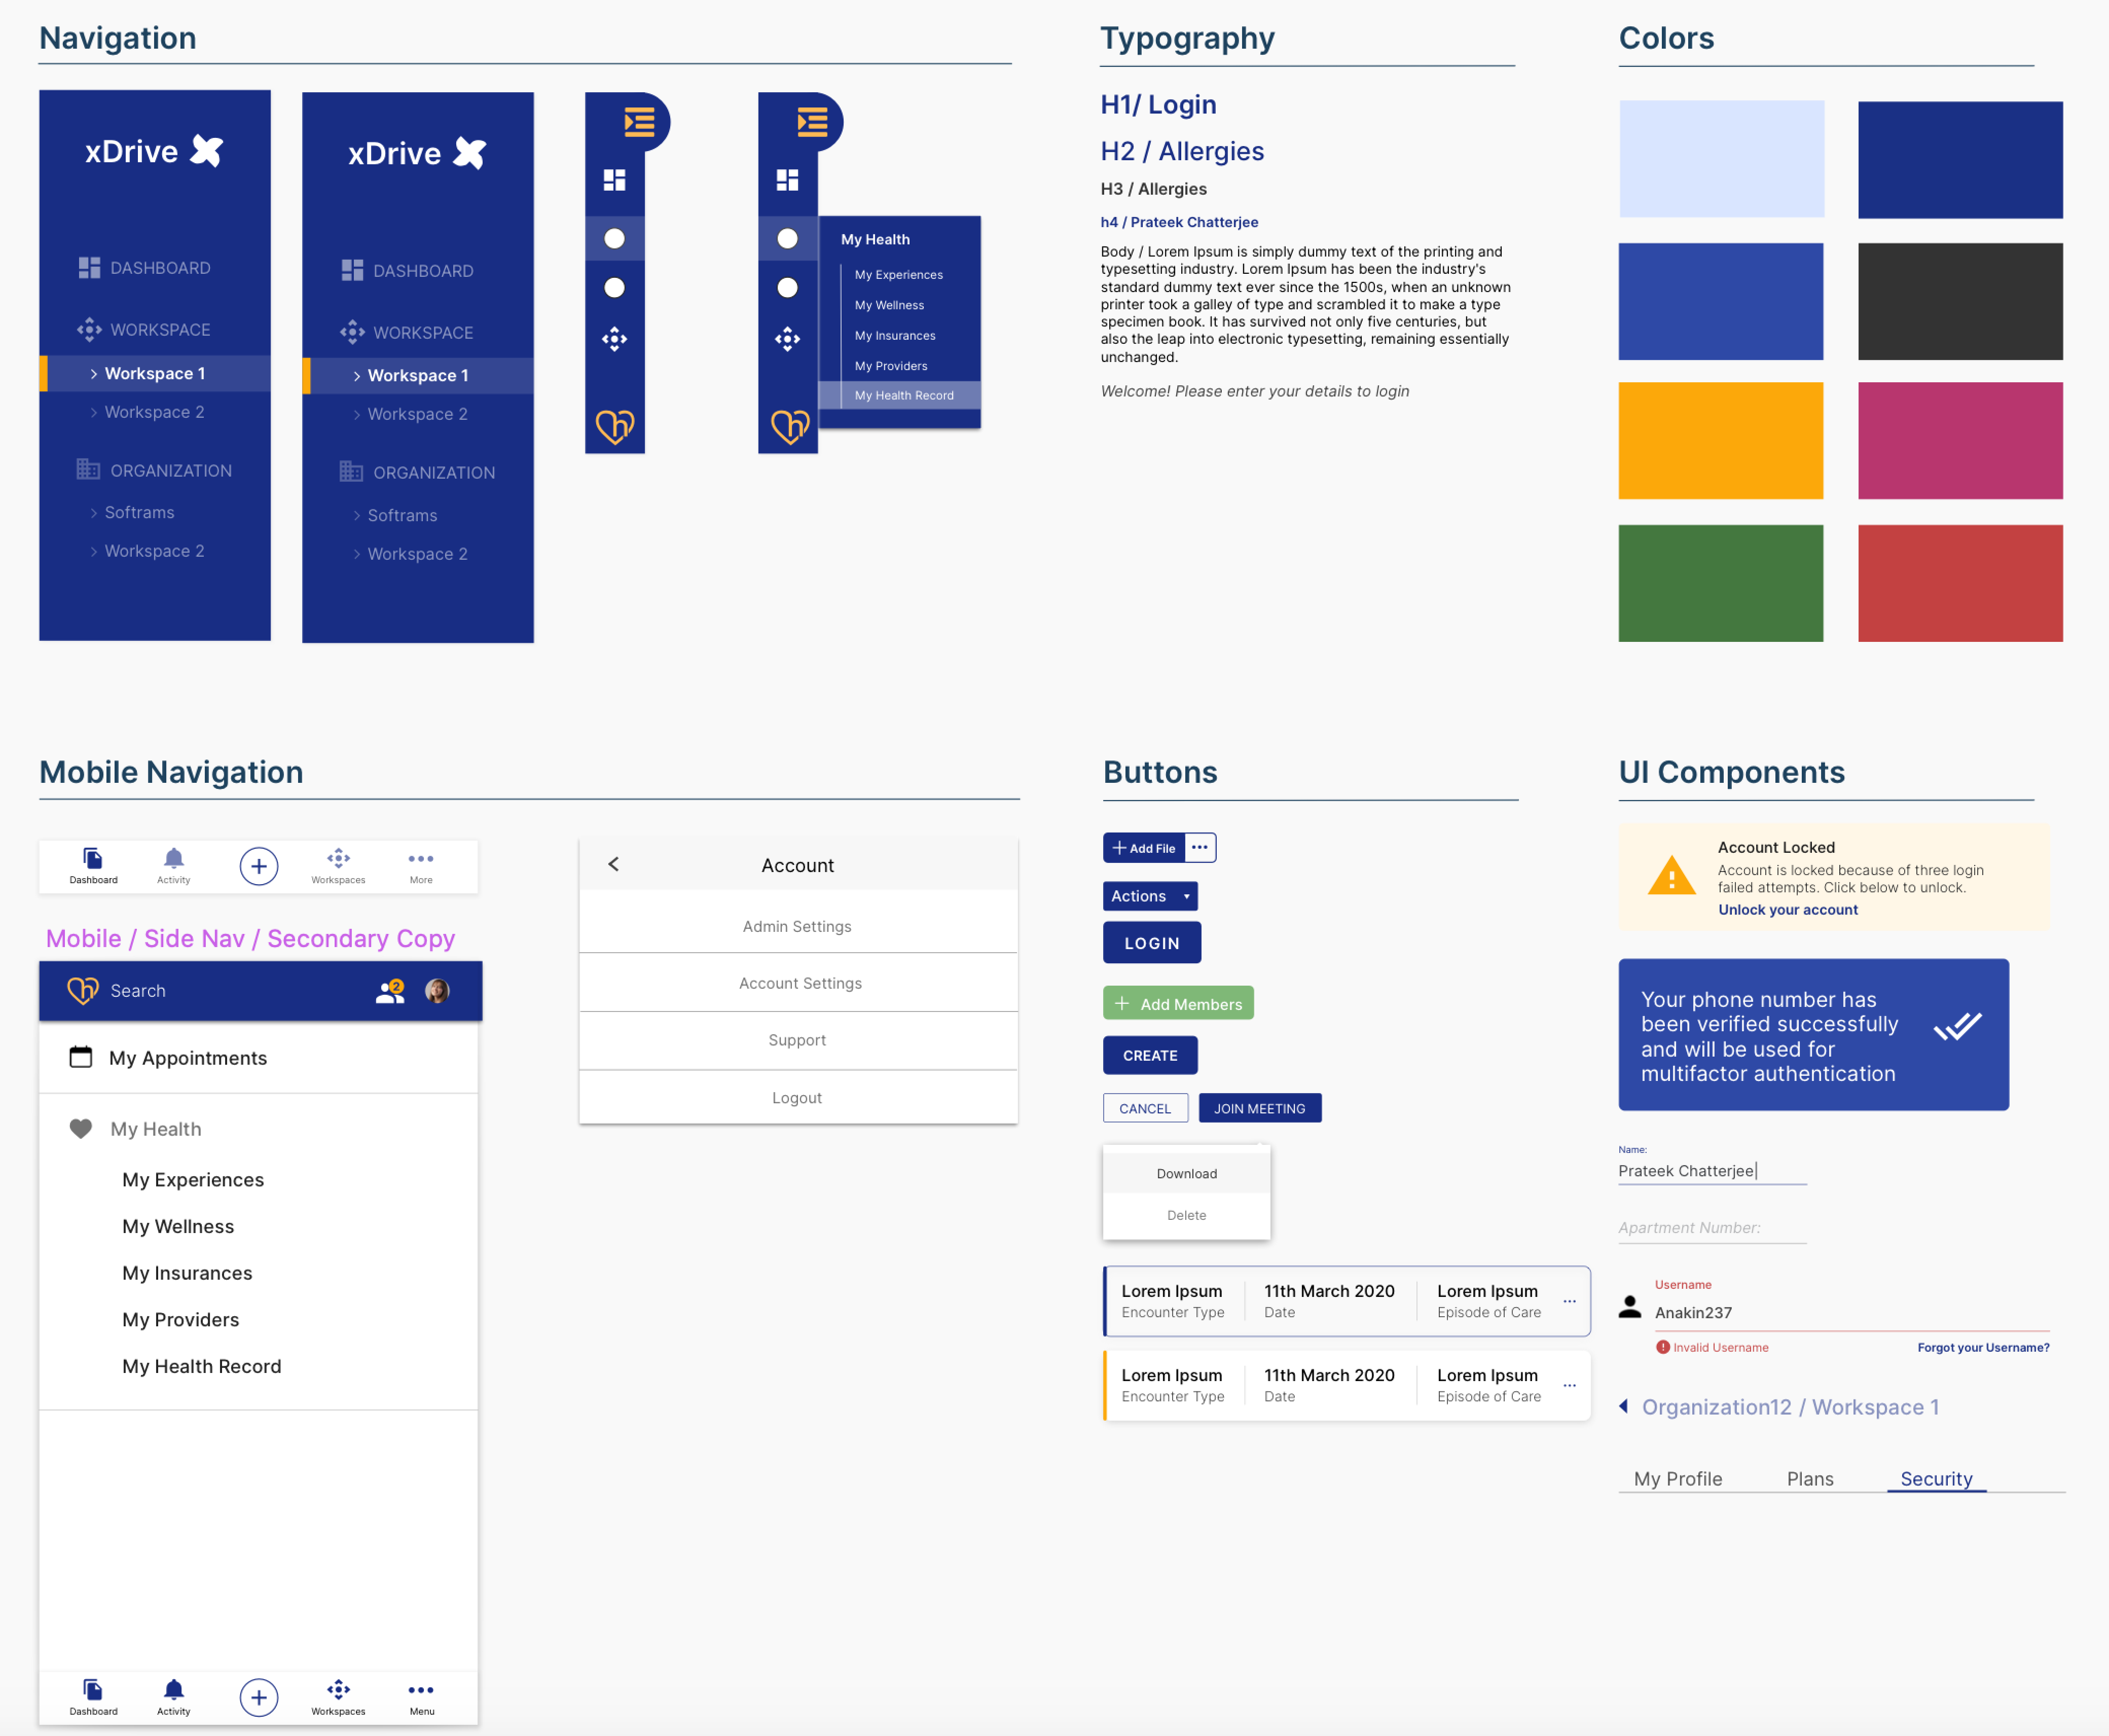 Navigation
xDrive
DASHBOARD
WORKSPACE
Workspace 1
Workspace 2
ORGANIZATION
Softrams
Workspace 2
xDrive
DASHBOARD
WORKSPACE
Workspace 1
Workspace 2
ORGANIZATION
Softrams
Workspace 2
My Health
My Experiences
My Wellness
My Insurances
My Providers
My Health Record
Typography
H1/ Login
H2 / Allergies
H3 / Allergies
h4 / Prateek Chatterjee
Body / Lorem Ipsum is simply dummy text of the printing and
typesetting industry. Lorem Ipsum has been the industry's
standard dummy text ever since the 1500s, when an unknown
printer took a galley of type and scrambled it to make a type
specimen book. It has survived not only five centuries, but
also the leap into electronic typesetting, remaining essentially
unchanged.
Welcome! Please enter your details to login
Colors
Mobile Navigation
Dashboard
Activity
Workspaces
More
Mobile / Side Nav / Secondary Copy
Search
2
My Appointments
My Health
My Experiences
My Wellness
My Insurances
My Providers
My Health Record
Dashboard
Activity
Workspaces
Menu
Account
Admin Settings
Account Settings
Support
Logout
Buttons
Add File
Actions
LOGIN
Add Members
CREATE
CANCEL
JOIN MEETING
Download
Delete
Lorem Ipsum
Encounter Type
11th March 2020
Date
Lorem Ipsum
Episode of Care
Lorem Ipsum
Encounter Type
11th March 2020
Date
Lorem Ipsum
Episode of Care
UI Components
Account Locked
Account is locked because of three login
failed attempts. Click below to unlock.
Unlock your account
Your phone number has
been verified successfully
and will be used for
multifactor authentication
Name:
Prateek Chatterjee
Apartment Number:
Username
Anakin237
Invalid Username
Forgot your Username?
Organization12 / Workspace 1
My Profile
Plans
Security